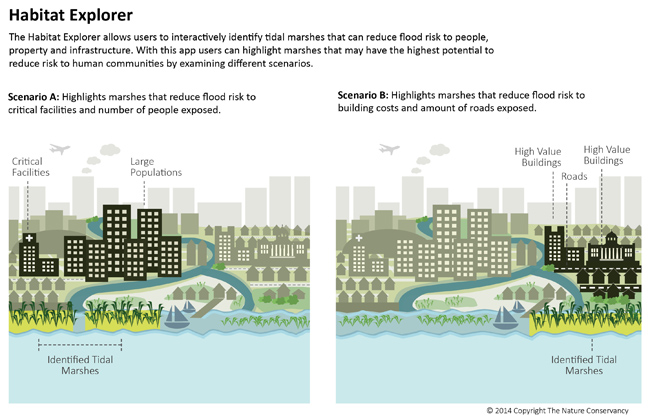 Habitat Explorer
The Habitat Explorer allows users to interactively identify tidal marshes that can reduce flood risk to people,
property and infrastructure. With this app users can highlight marshes that may have the highest potential to
reduce risk to human communities by examining different scenarios.
Scenario A: Highlights marshes that reduce flood risk to
critical facilities and number of people exposed.
Critical
Facilities
Large
Populations
Identified Tidal
Marshes
Scenario B: Highlights marshes that reduce flood risk to
building costs and amount of roads exposed.
High Value
Buildings
Roads
High Value
Buildings
Identified Tidal
Marshes
© 2014 Copyright The Nature Conservancy